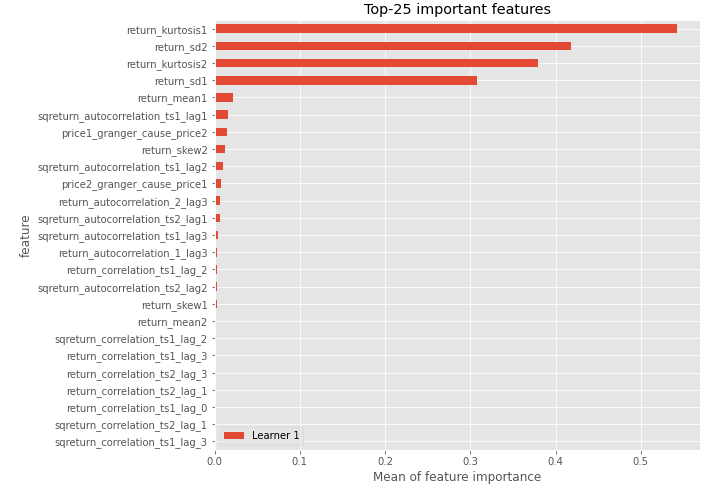 Top-25 important features
return_kurtosis1
return_sd2
return_kurtosis2
return_sd1
return_mean1
sqreturn_autocorrelation_ts1_lag1
price1_granger_cause_price2
return_skew2
sqreturn_autocorrelation_ts1_lag2
price2_granger_cause_price1
return_autocorrelation_2_lag3
sqreturn_autocorrelation_ts2_lag1
sqreturn_autocorrelation_ts1_lag3
return_autocorrelation_1_lag3
return_correlation_ts1_lag_2
sqreturn_autocorrelation_ts2_lag2
return_skew1
return_mean2
sqreturn_correlation_ts1_lag_2
return_correlation_ts1_lag_3
return_correlation_ts2_lag_3
return_correlation_ts2_lag_1
return_correlation_ts1_lag_0
sqreturn_correlation_ts2_lag_1
sqreturn_correlation_ts1_lag_3
feature
Learner 1
0.0 0.1 0.2 0.3 0.4 0.5
Mean of feature importance